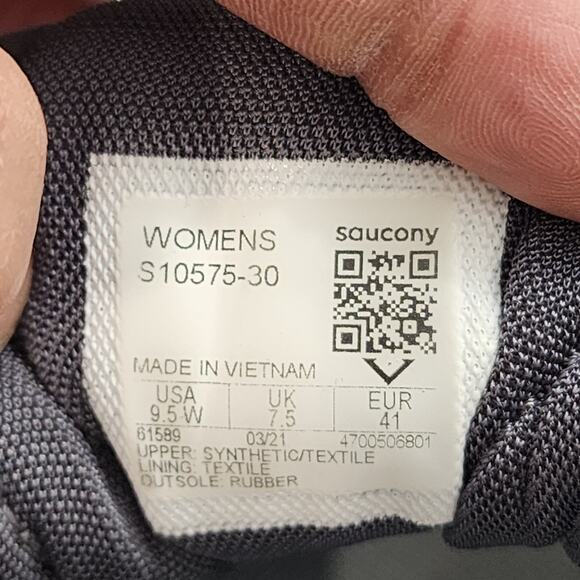 saucony
WOMENS
S10575-30
MADE IN VIETNAM
USA UK EUR
9.5 W 7.5 41
61589 03/21 4700506801
UPPER: SYNTHETIC/TEXTILE
LINING: TEXTILE
OUTSOLE: RUBBER